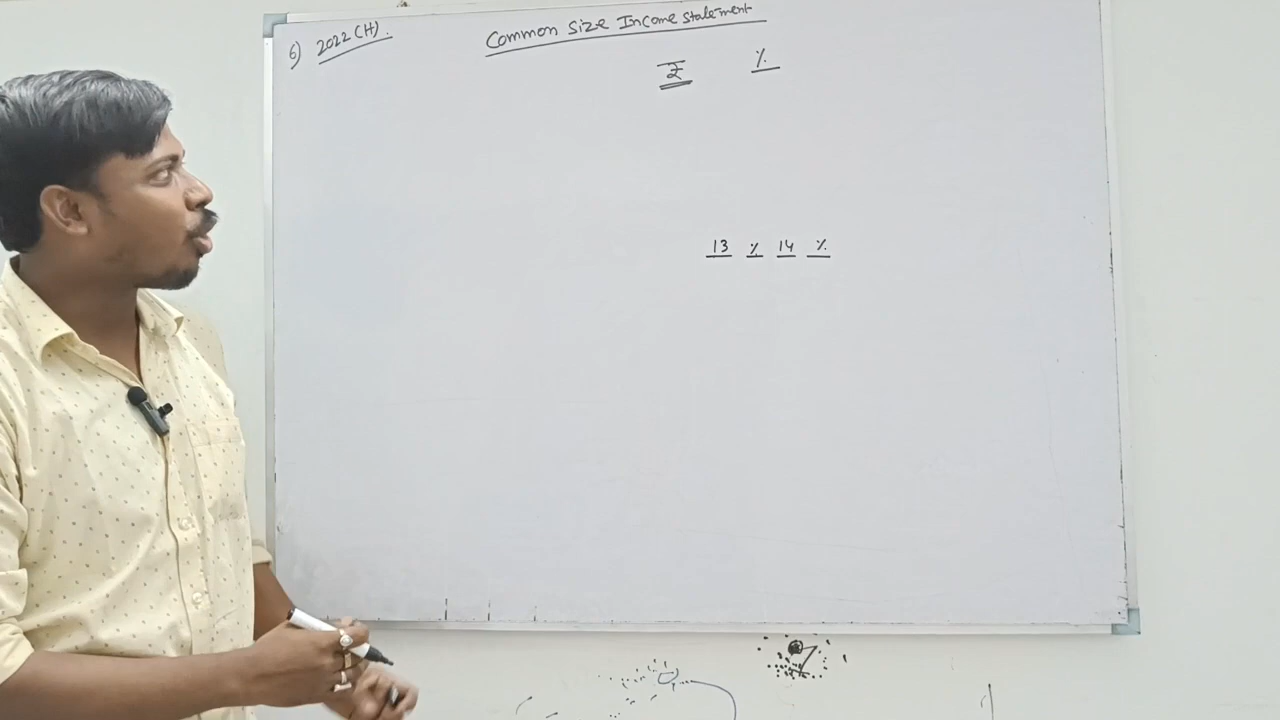 6) 2022 (H).
Common Size Income statement
₹ %
13 % 14 %